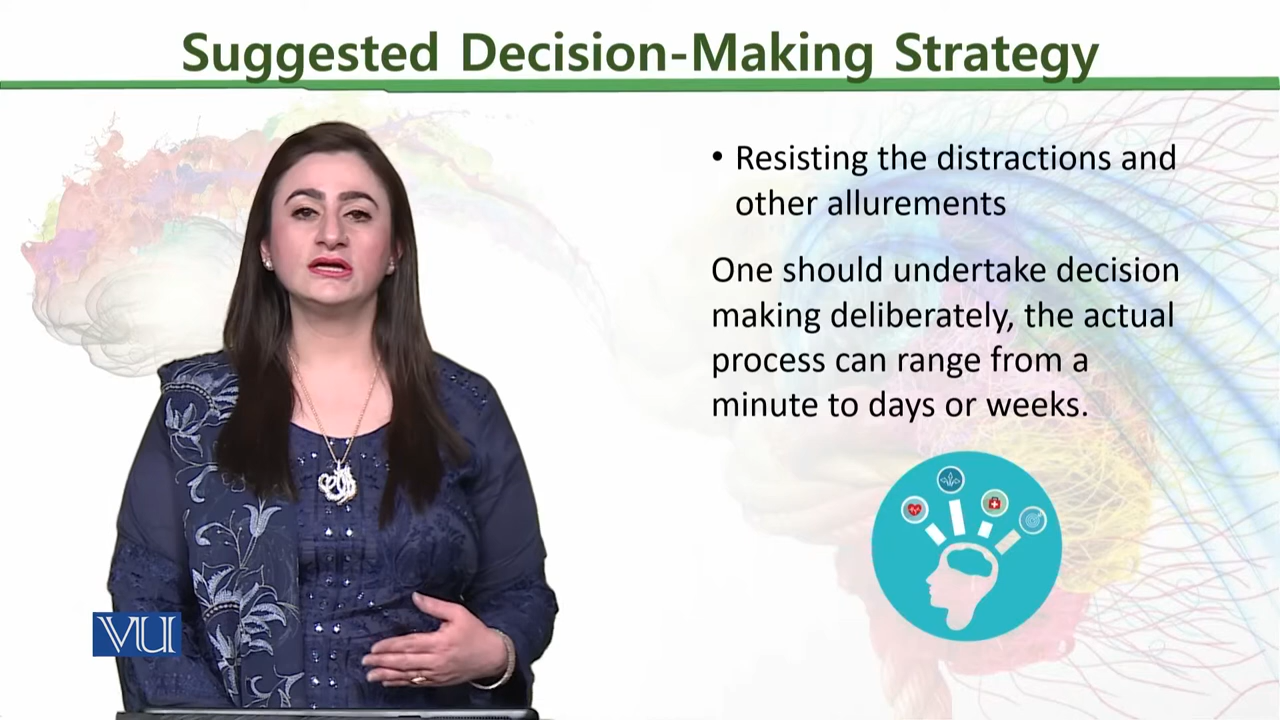 Suggested Decision-Making Strategy
• Resisting the distractions and
other allurements
One should undertake decision
making deliberately, the actual
process can range from a
minute to days or weeks.
VU